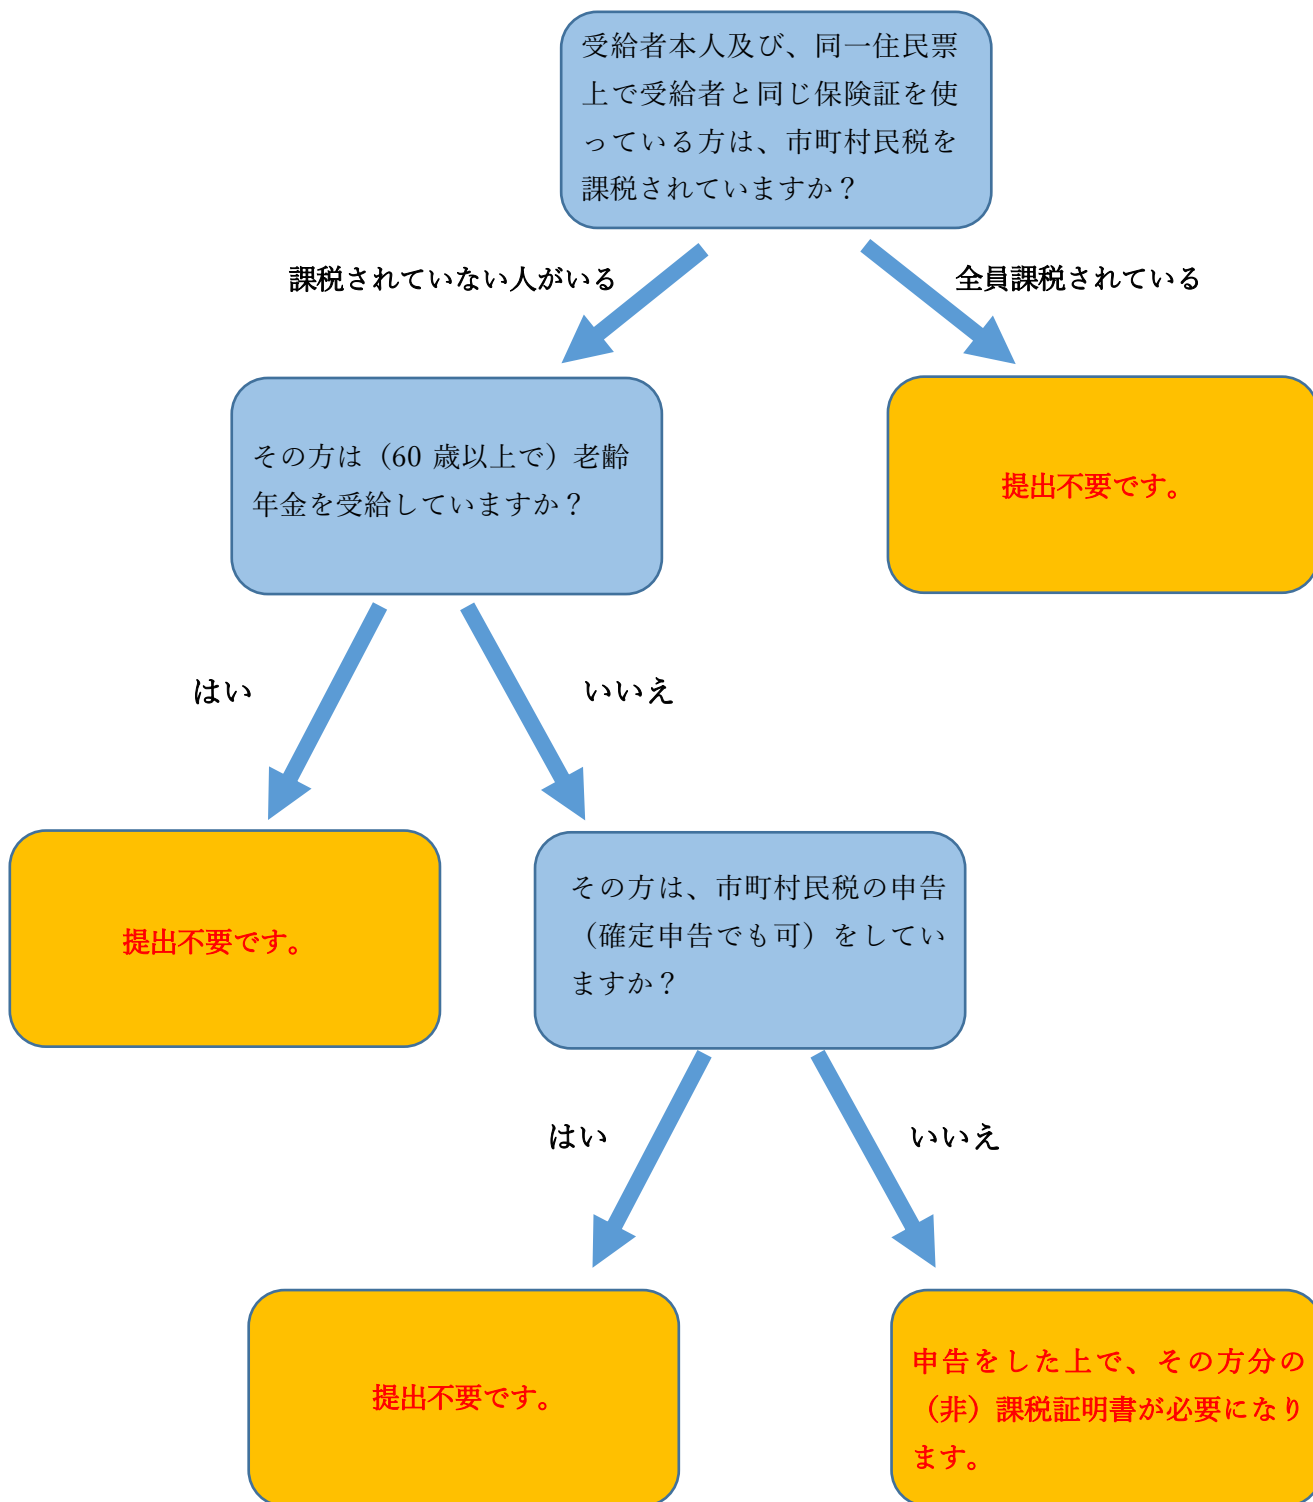 受給者本人及び、同一住民票
上で受給者と同じ保険証を使
っている方は、市町村民税を
課税されていますか？
課税されていない人がいる
全員課税されている
その方は（60 歳以上で）老齢
年金を受給していますか？
提出不要です。
はい
いいえ
提出不要です。
その方は、市町村民税の申告
（確定申告でも可）をしてい
ますか？
はい
いいえ
提出不要です。
申告をした上で、その方分の
（非）課税証明書が必要になり
ます。